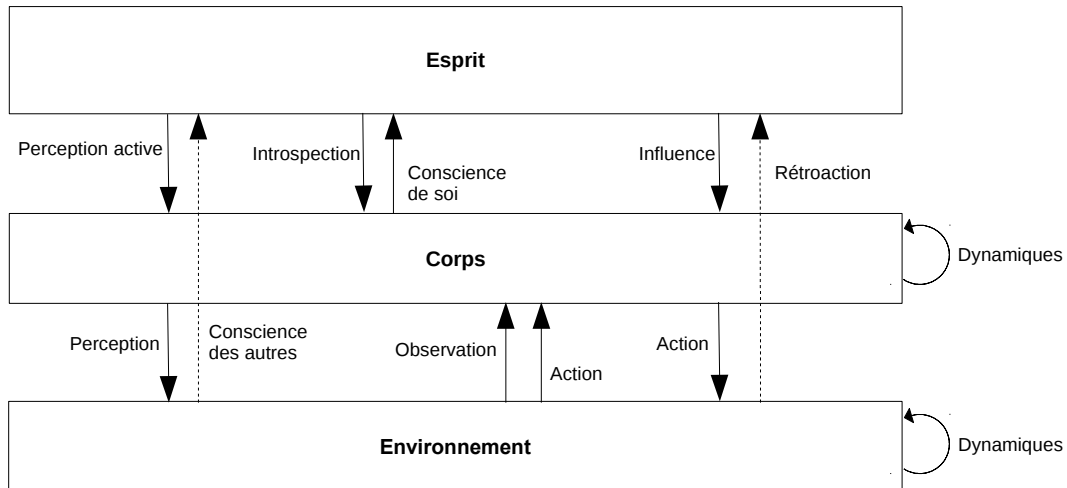 Esprit
Perception active
Introspection
Conscience
de soi
Influence
Rétroaction
Corps
Dynamiques
Perception
Conscience
des autres
Observation
Action
Action
Environnement
Dynamiques